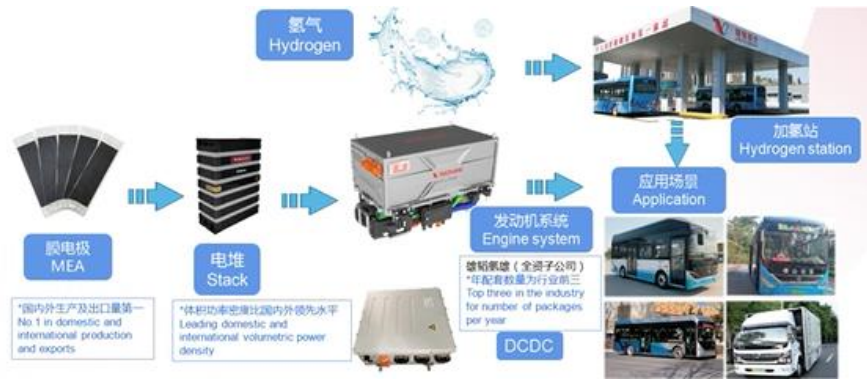 氢气
Hydrogen
加氢站
Hydrogen station
膜电极
MEA
电堆
Stack
发动机系统
Engine system
应用场景
Application
*国内外生产及出口量第一
No 1 in domestic and
international production
and exports
*体积功率密度比国内外领先水平
Leading domestic and
international volumetric power
density
雄韬氢雄（全资子公司）
*年配套数量为行业前三
Top three in the industry
for number of packages
per year
DCDC